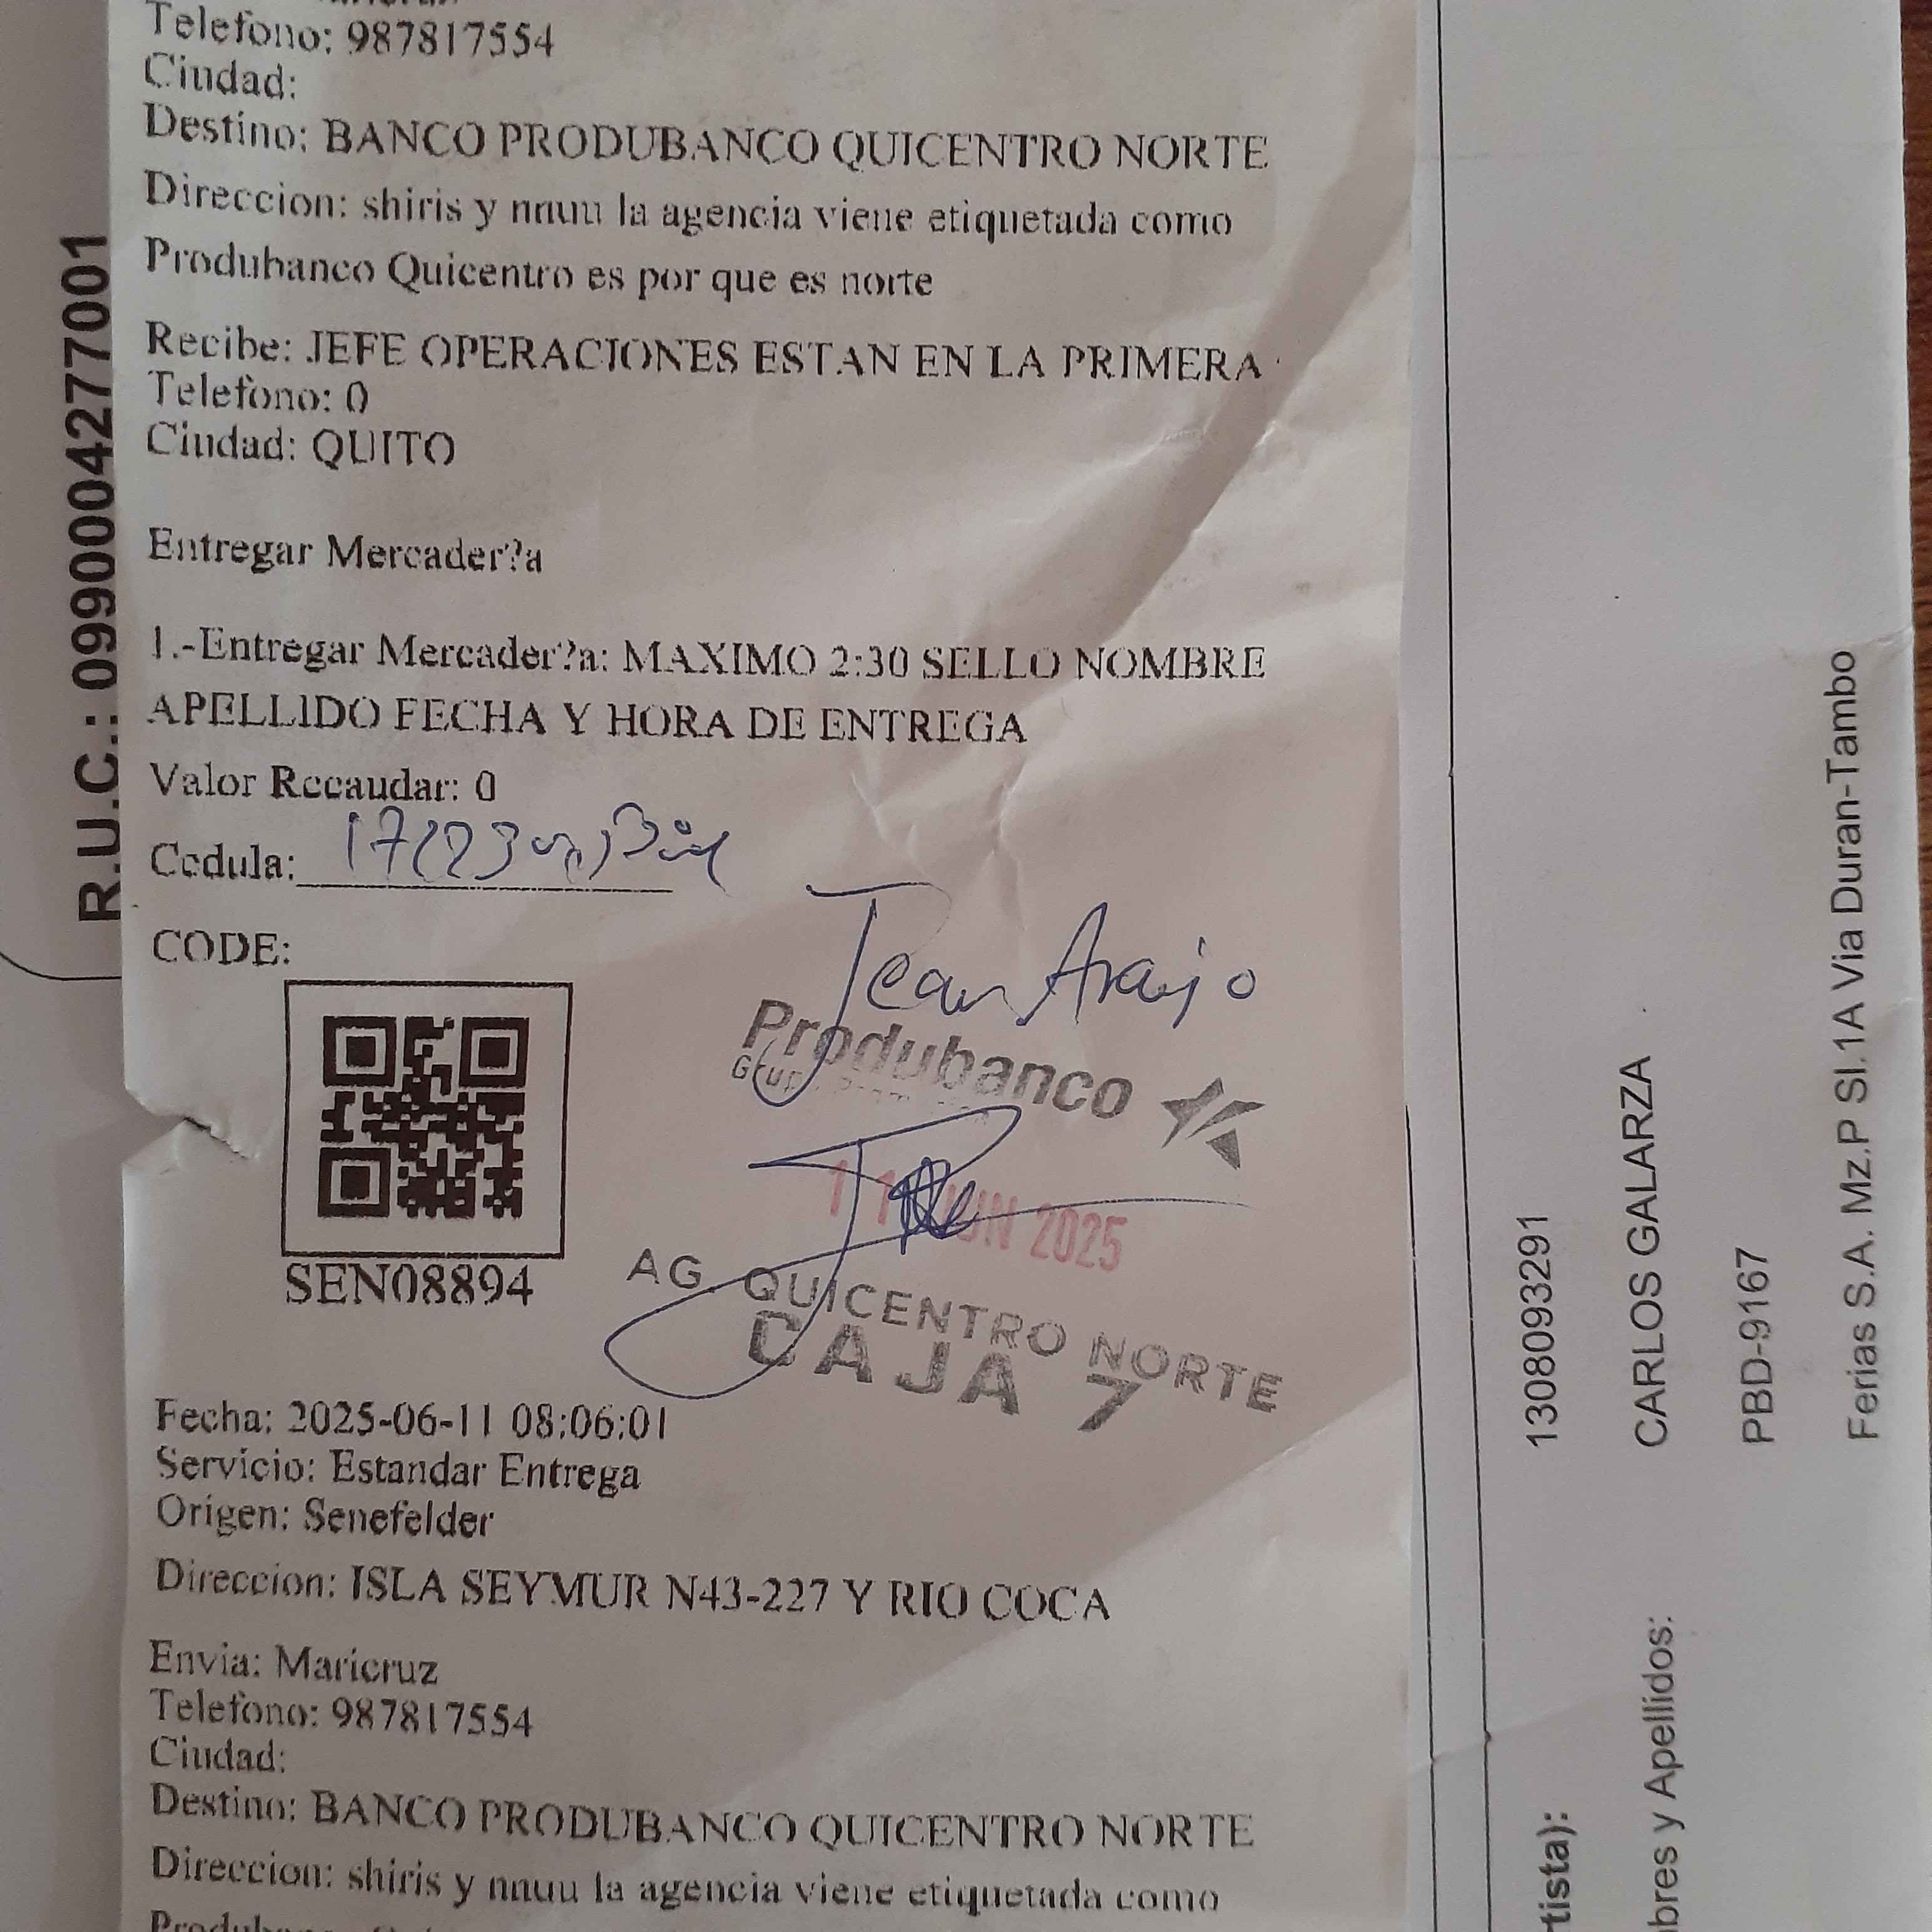 Telefono: 987817554
Ciudad:
Destino: BANCO PRODUBANCO QUICENTRO NORTE
Direccion: shiris y nnuu la agencia viene etiquetada como
Produbanco Quicentro es por que es norte
Recibe: JEFE OPERACIONES ESTAN EN LA PRIMERA
Telefono: 0
Ciudad: QUITO
Entregar Mercader?a
1.-Entregar Mercader?a: MAXIMO 2:30 SELLO NOMBRE
APELLIDO FECHA Y HORA DE ENTREGA
Valor Recaudar: 0
Cedula:
CODE:
Jean Araujo
Produbanco
11 JUN 2025
AG. QUICENTRO NORTE
CAJA 7
SEN08894
Fecha: 2025-06-11 08:06:01
Servicio: Estandar Entrega
Origen: Senefelder
Direccion: ISLA SEYMUR N43-227 Y RIO COCA
Envia: Maricruz
Telefono: 987817554
Ciudad:
Destino: BANCO PRODUBANCO QUICENTRO NORTE
Direccion: shiris y nnuu la agencia viene etiquetada como
R.U.C.: 0990004277001
tista):
1308093291
bres y Apellidos: CARLOS GALARZA
PBD-9167
Ferias S.A. Mz.P Sl.1A Via Duran-Tambo